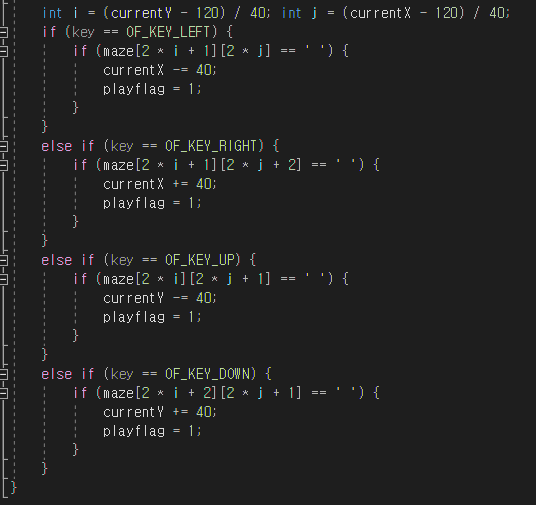 int i = (currentY - 120) / 40; int j = (currentX - 120) / 40;
if (key == OF_KEY_LEFT) {
if (maze[2 * i + 1][2 * j] == ' ') {
currentX -= 40;
playflag = 1;
}
}
else if (key == OF_KEY_RIGHT) {
if (maze[2 * i + 1][2 * j + 2] == ' ') {
currentX += 40;
playflag = 1;
}
}
else if (key == OF_KEY_UP) {
if (maze[2 * i][2 * j + 1] == ' ') {
currentY -= 40;
playflag = 1;
}
}
else if (key == OF_KEY_DOWN) {
if (maze[2 * i + 2][2 * j + 1] == ' ') {
currentY += 40;
playflag = 1;
}
}
}